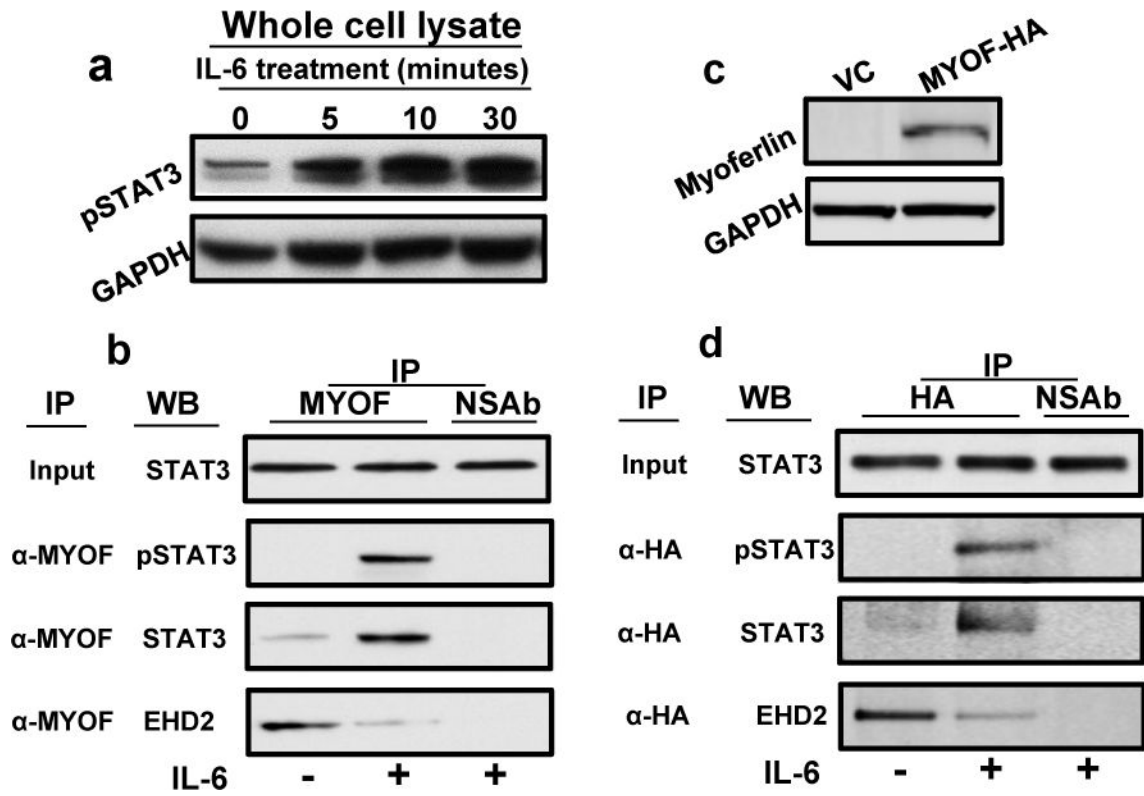 a
Whole cell lysate
IL-6 treatment (minutes)
0 5 10 30
pSTAT3
GAPDH
c
VC MYOF-HA
Myoferlin
GAPDH
b
IP
IP WB MYOF NSAb
Input STAT3
α-MYOF pSTAT3
α-MYOF STAT3
α-MYOF EHD2
IL-6 - + +
d
IP
IP WB HA NSAb
Input STAT3
α-HA pSTAT3
α-HA STAT3
α-HA EHD2
IL-6 - + +